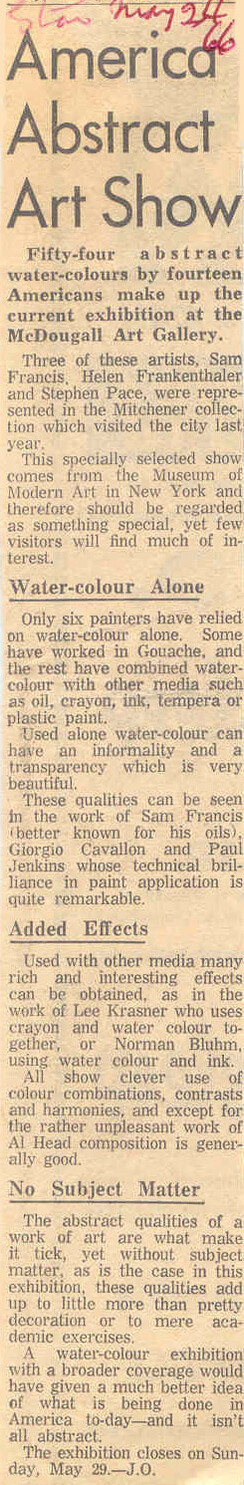 Star May 24
66
America
Abstract
Art Show
Fifty-four abstract
water-colours by fourteen
Americans make up the
current exhibition at the
McDougall Art Gallery.
Three of these artists, Sam
Francis, Helen Frankenthaler
and Stephen Pace, were repre-
sented in the Mitchener collec-
tion which visited the city last
year.
This specially selected show
comes from the Museum of
Modern Art in New York and
therefore should be regarded
as something special, yet few
visitors will find much of in-
terest.
Water-colour Alone
Only six painters have relied
on water-colour alone. Some
have worked in Gouache, and
the rest have combined water-
colour with other media such
as oil, crayon, ink, tempera or
plastic paint.
Used alone water-colour can
have an informality and a
transparency which is very
beautiful.
These qualities can be seen
in the work of Sam Francis
(better known for his oils),
Giorgio Cavallon and Paul
Jenkins whose technical bril-
liance in paint application is
quite remarkable.
Added Effects
Used with other media many
rich and interesting effects
can be obtained, as in the
work of Lee Krasner who uses
crayon and water colour to-
gether, or Norman Bluhm,
using water colour and ink.
All show clever use of
colour combinations, contrasts
and harmonies, and except for
the rather unpleasant work of
Al Head composition is gener-
ally good.
No Subject Matter
The abstract qualities of a
work of art are what make
it tick, yet without subject
matter, as is the case in this
exhibition, these qualities add
up to little more than pretty
decoration or to mere aca-
demic exercises.
A water-colour exhibition
with a broader coverage would
have given a much better idea
of what is being done in
America to-day—and it isn't
all abstract.
The exhibition closes on Sun-
day, May 29.—J.O.